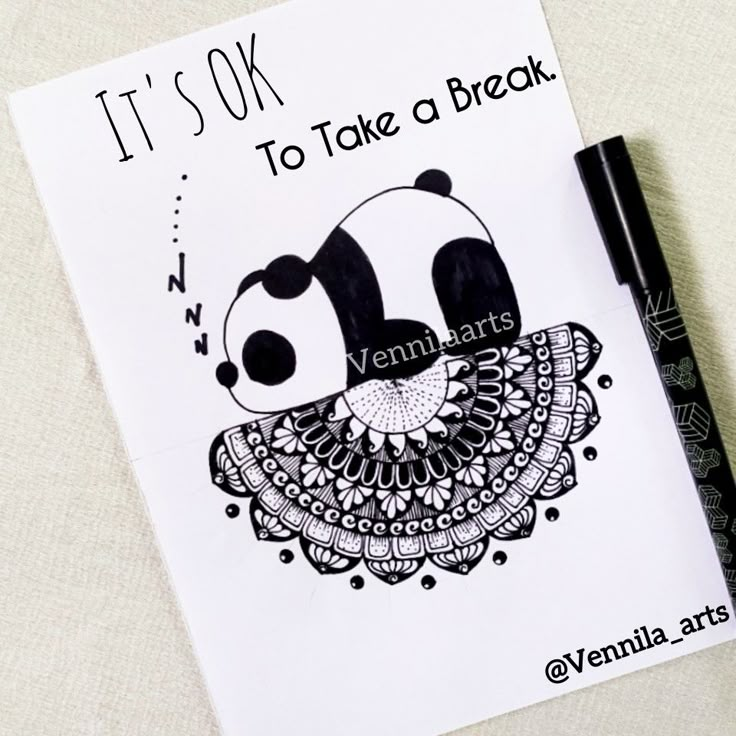 It's OK
To Take a Break.
N
N
N
Vennilaarts
@Vennila_arts